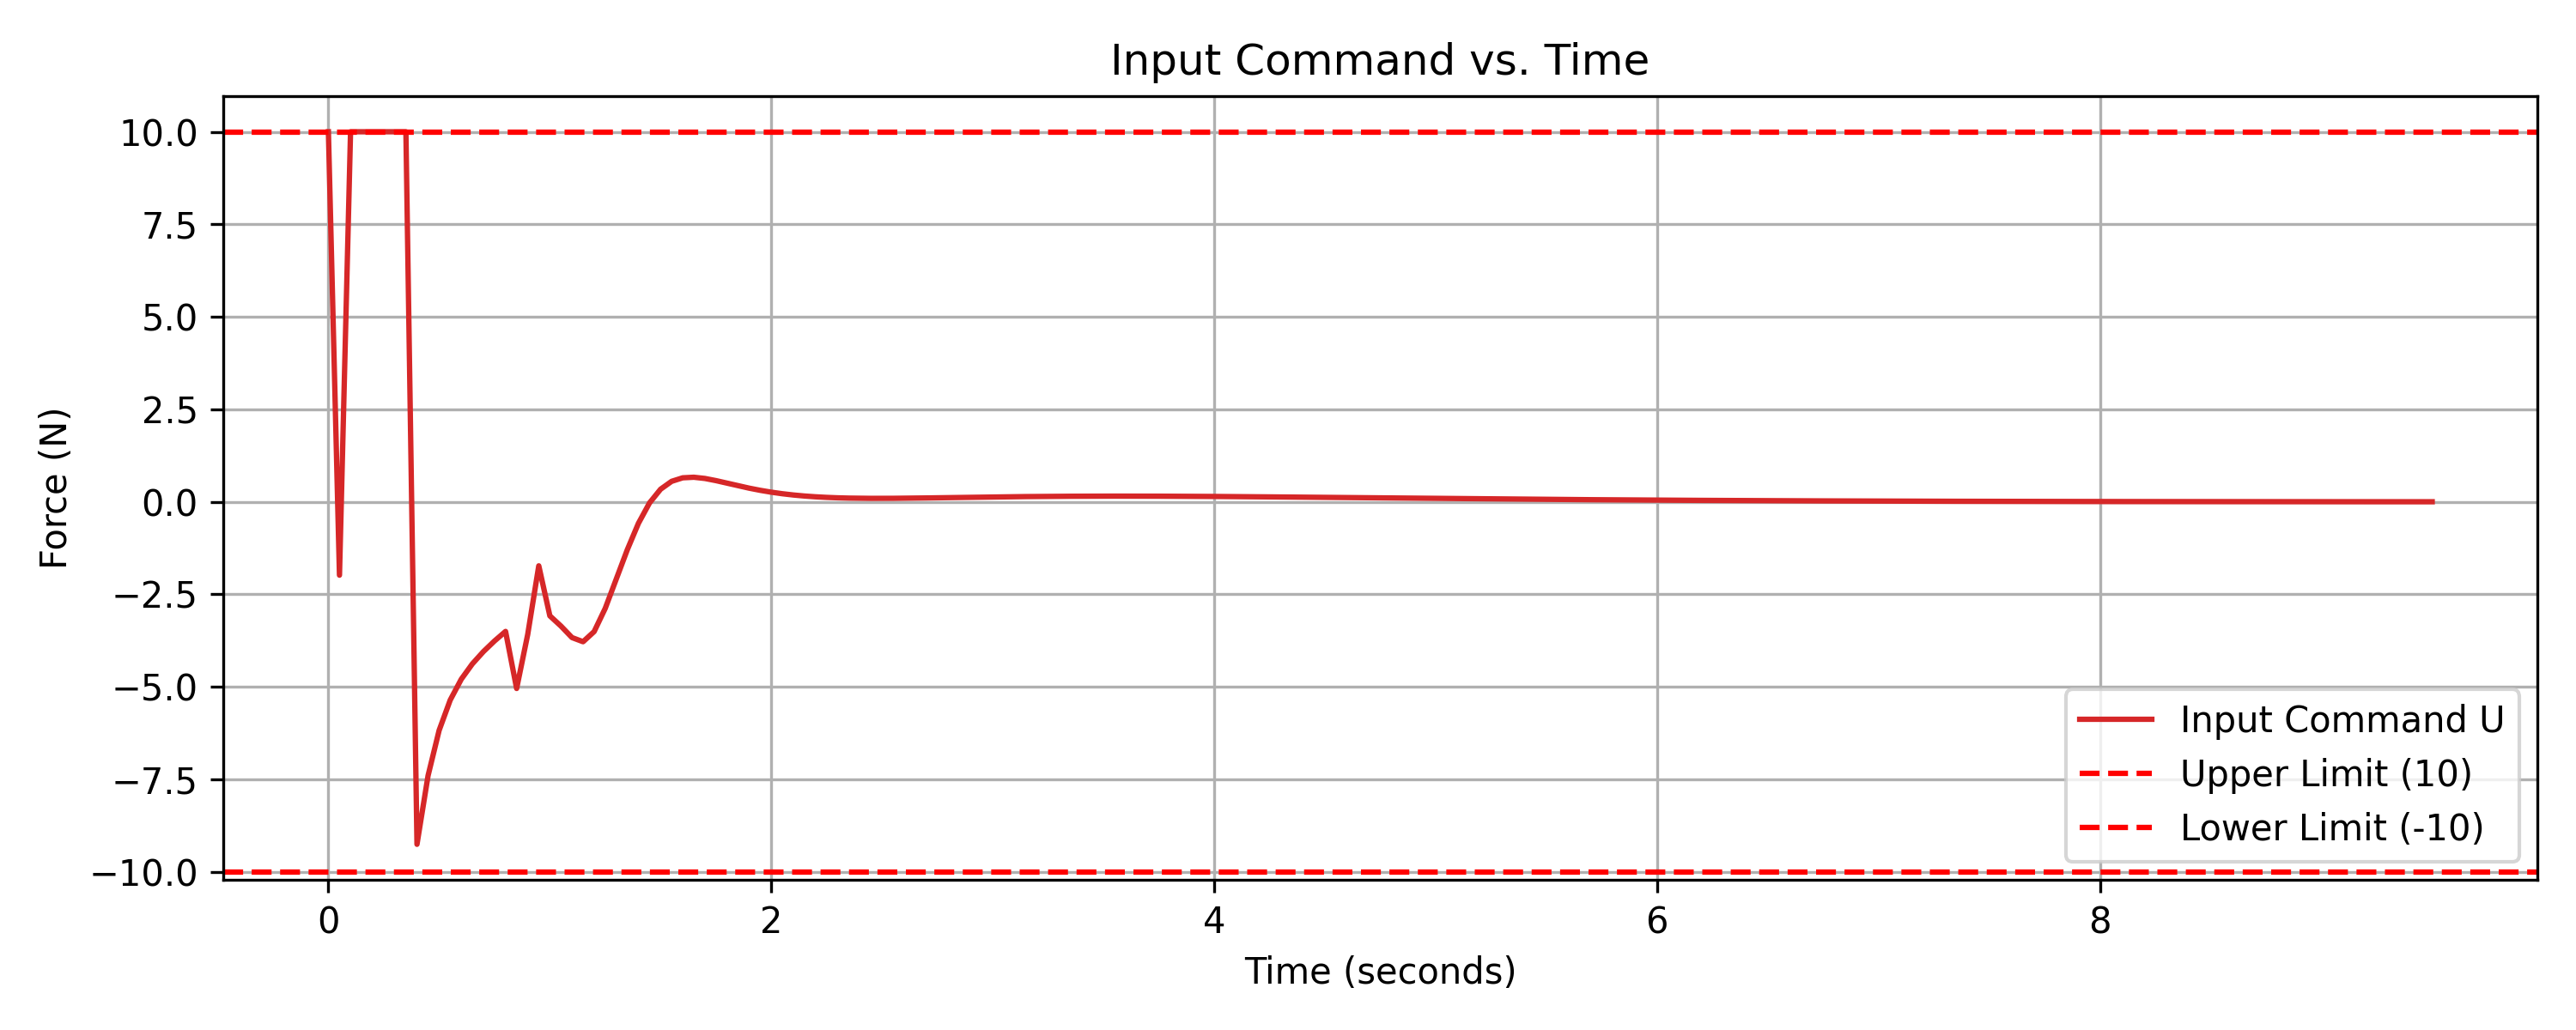 Input Command vs. Time
Force (N)
10.0
7.5
5.0
2.5
0.0
−2.5
−5.0
−7.5
−10.0
Input Command U
Upper Limit (10)
Lower Limit (-10)
0 2 4 6 8
Time (seconds)